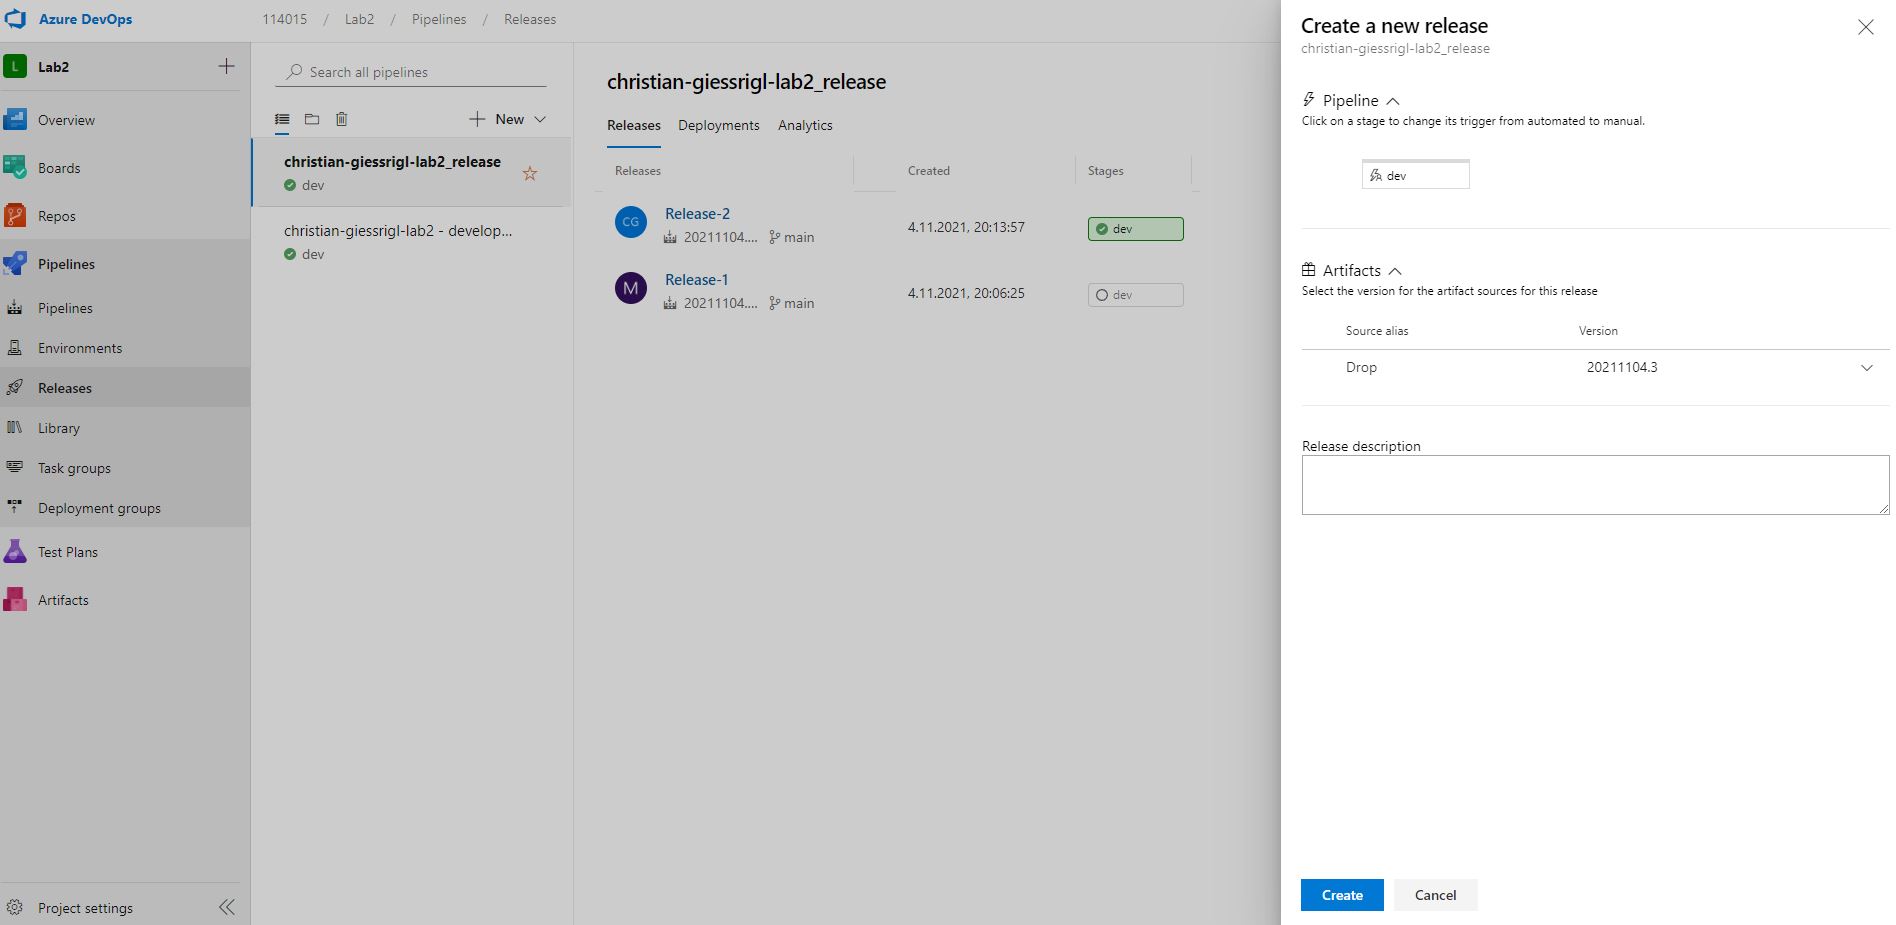 Azure DevOps
114015 / Lab2 / Pipelines / Releases
L Lab2
Overview
Boards
Repos
Pipelines
Pipelines
Environments
Releases
Library
Task groups
Deployment groups
Test Plans
Artifacts
Project settings
Search all pipelines
New
christian-giessrigl-lab2_release
dev
christian-giessrigl-lab2 - develop...
dev
christian-giessrigl-lab2_release
Releases Deployments Analytics
Releases Created Stages
CG Release-2 4.11.2021, 20:13:57 dev
20211104.... main
M Release-1 4.11.2021, 20:06:25 dev
20211104.... main
Create a new release
christian-giessrigl-lab2_release
Pipeline
Click on a stage to change its trigger from automated to manual.
dev
Artifacts
Select the version for the artifact sources for this release
Source alias Version
Drop 20211104.3
Release description
Create Cancel